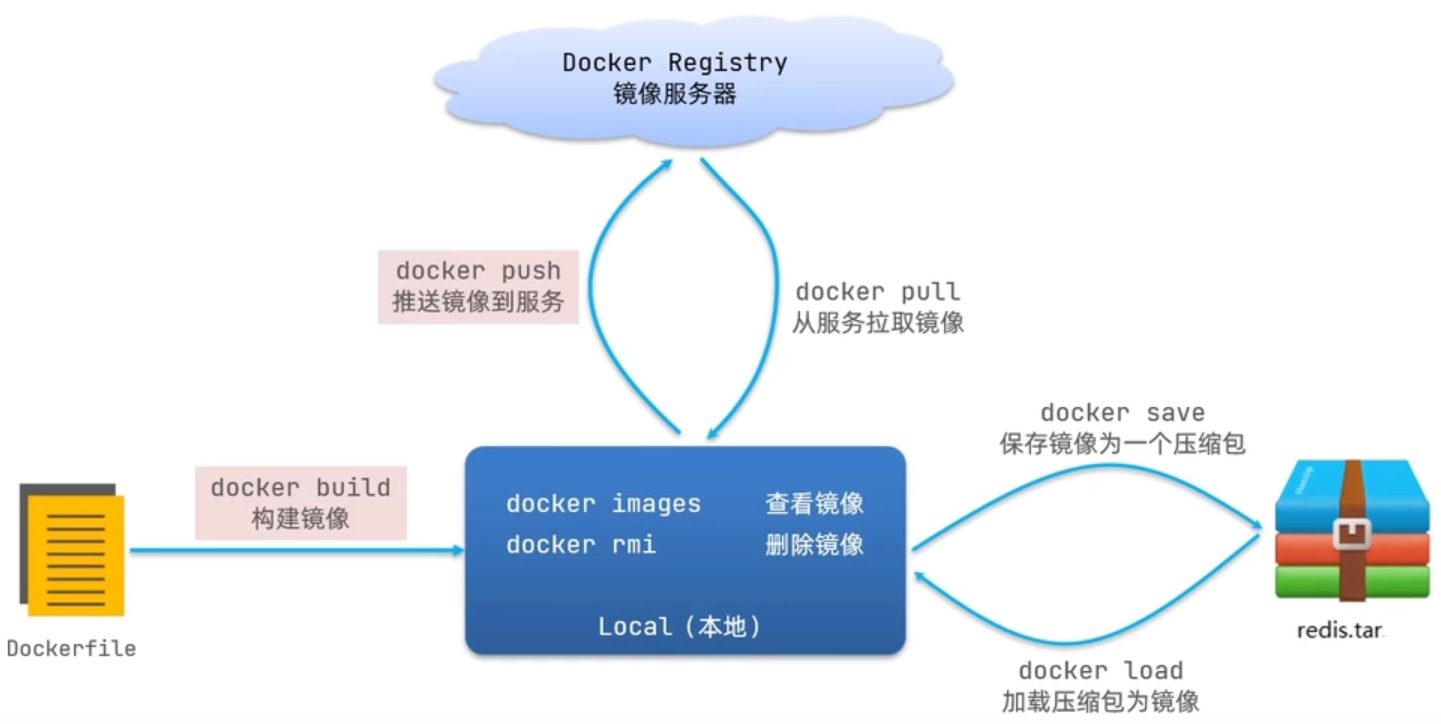 Docker Registry
镜像服务器
docker push
推送镜像到服务
docker pull
从服务拉取镜像
docker save
保存镜像为一个压缩包
docker build
构建镜像
docker images 查看镜像
docker rmi 删除镜像
Local（本地）
Dockerfile
redis.tar
docker load
加载压缩包为镜像